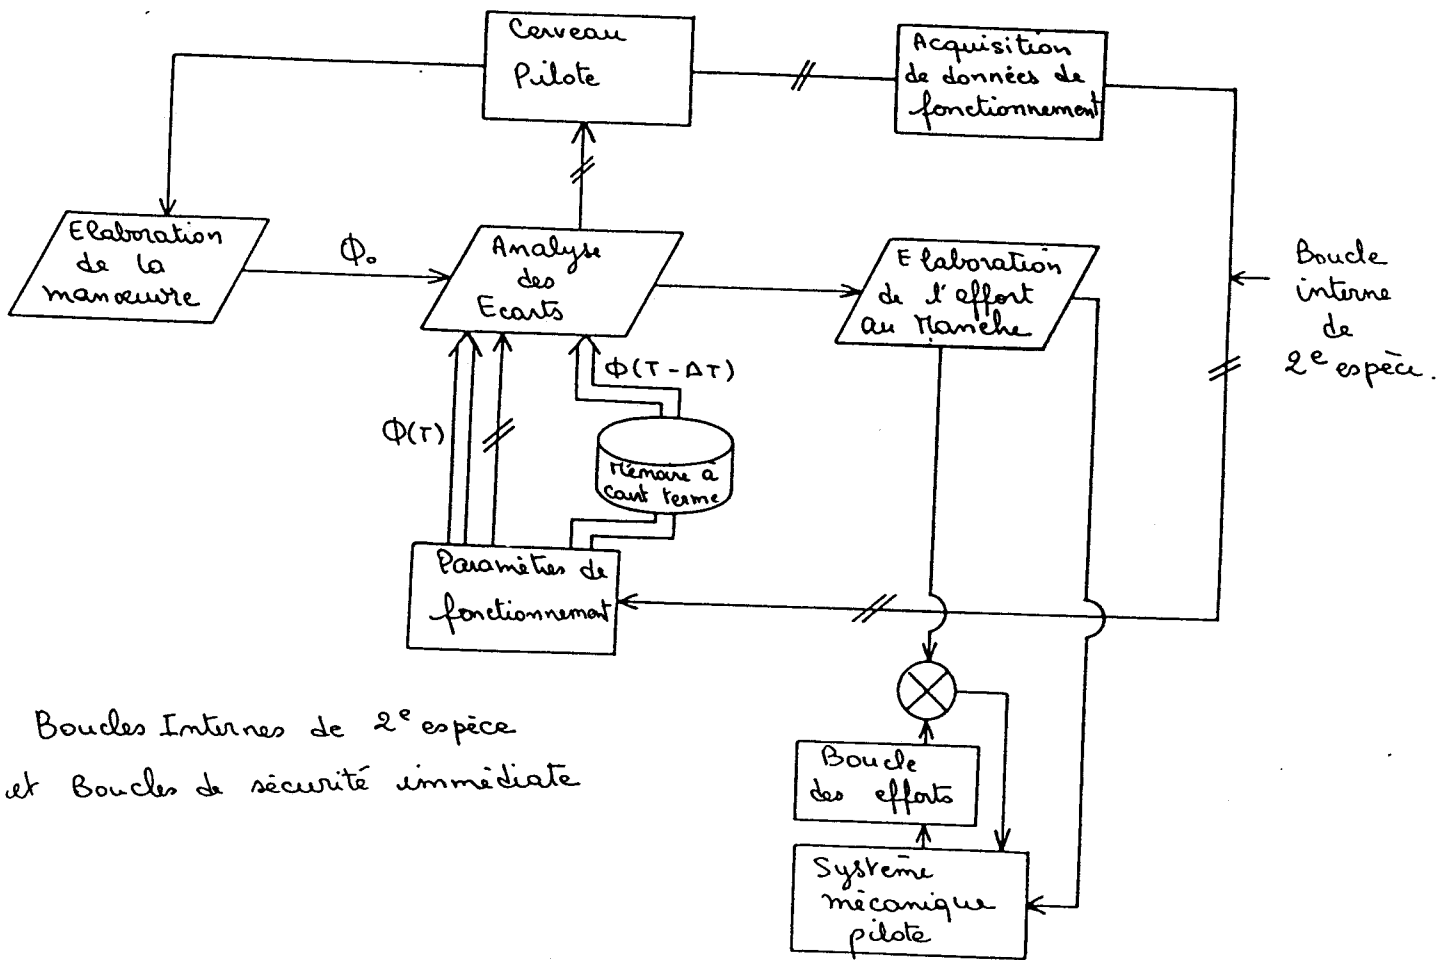 Cerveau
Pilote
Acquisition
de données de
fonctionnement
Elaboration
de la
manœuvre
Φ₀
Analyse
des
Ecarts
Elaboration
de l'effort
au Manche
Boucle
interne
de
2e espèce.
Φ(T)
Φ(T - ΔT)
Mémoire à
court terme
Paramètres de
fonctionnement
Boucles Internes de 2e espèce
et Boucles de sécurité immédiate
Boucle
des efforts
Système
mécanique
pilote